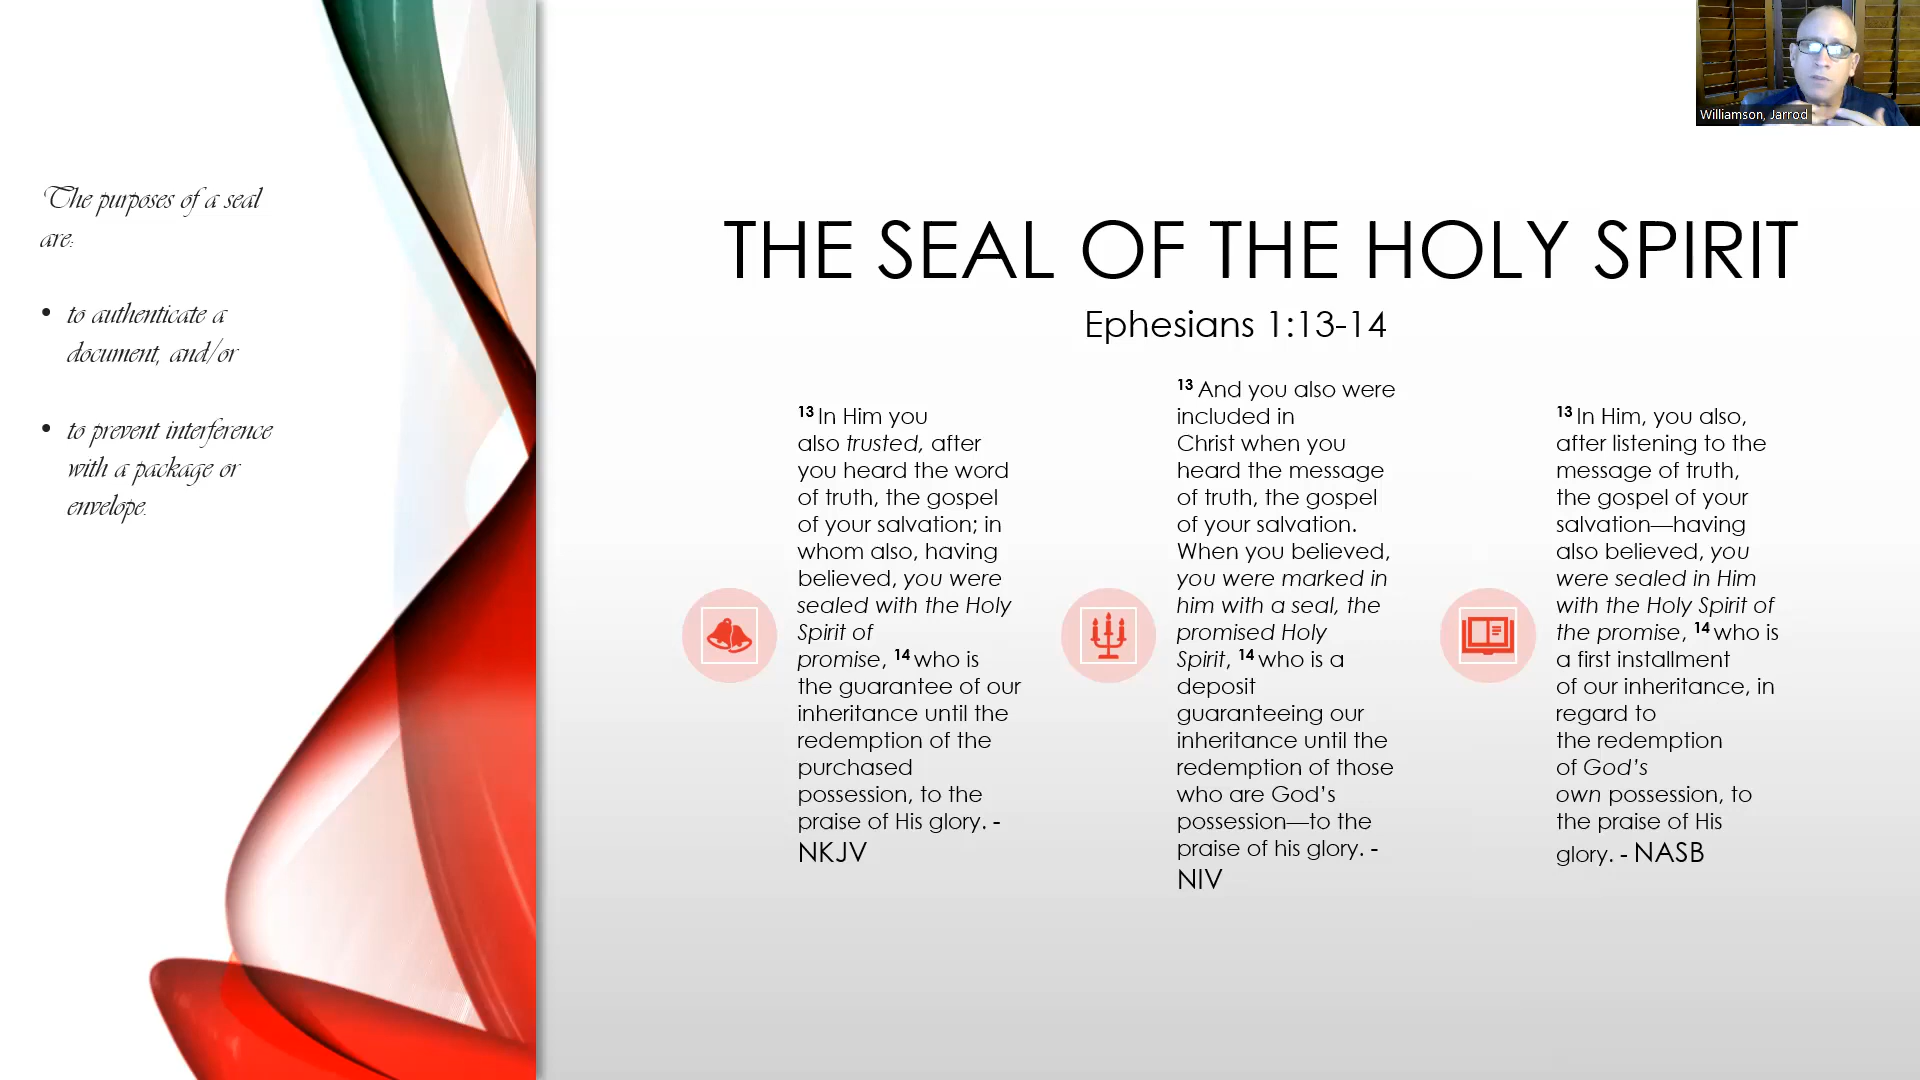 Williamson, Jarrod
The purposes of a seal
are:
• to authenticate a
document, and/or
• to prevent interference
with a package or
envelope.
THE SEAL OF THE HOLY SPIRIT
Ephesians 1:13-14
13 In Him you
also trusted, after
you heard the word
of truth, the gospel
of your salvation; in
whom also, having
believed, you were
sealed with the Holy
Spirit of
promise, 14 who is
the guarantee of our
inheritance until the
redemption of the
purchased
possession, to the
praise of His glory. -
NKJV
13 And you also were
included in
Christ when you
heard the message
of truth, the gospel
of your salvation.
When you believed,
you were marked in
him with a seal, the
promised Holy
Spirit, 14 who is a
deposit
guaranteeing our
inheritance until the
redemption of those
who are God’s
possession—to the
praise of his glory. -
NIV
13 In Him, you also,
after listening to the
message of truth,
the gospel of your
salvation—having
also believed, you
were sealed in Him
with the Holy Spirit of
the promise, 14 who is
a first installment
of our inheritance, in
regard to
the redemption
of God’s
own possession, to
the praise of His
glory. - NASB